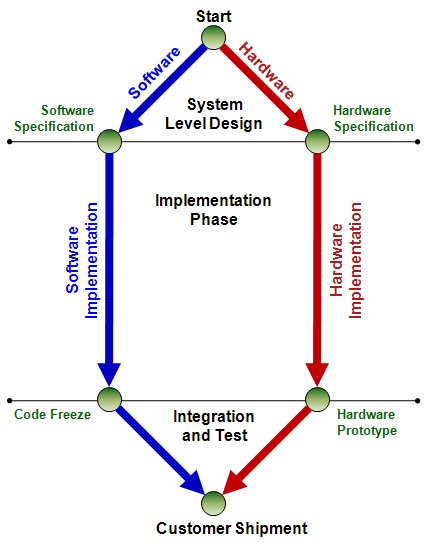 Start
Software
Hardware
Software
Specification
System
Level Design
Hardware
Specification
Implementation
Phase
Software
Implementation
Hardware
Implementation
Code Freeze
Integration
and Test
Hardware
Prototype
Customer Shipment